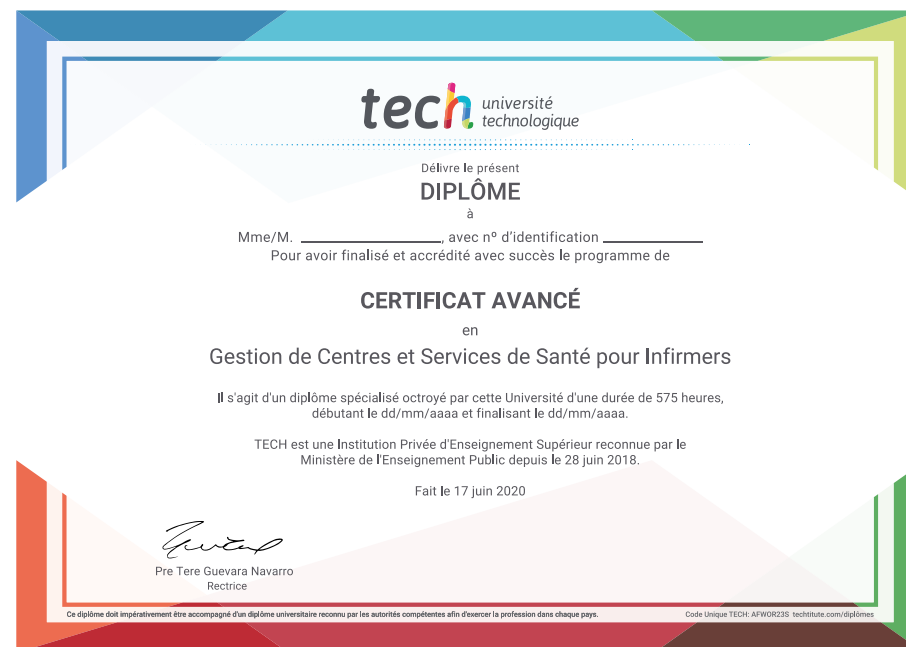 tech université
technologique
Délivre le présent
DIPLÔME
à
Mme/M. ____________________, avec nº d'identification ______________
Pour avoir finalisé et accrédité avec succès le programme de
CERTIFICAT AVANCÉ
en
Gestion de Centres et Services de Santé pour Infirmers
Il s'agit d'un diplôme spécialisé octroyé par cette Université d'une durée de 575 heures,
débutant le dd/mm/aaaa et finalisant le dd/mm/aaaa.
TECH est une Institution Privée d'Enseignement Supérieur reconnue par le
Ministère de l'Enseignement Public depuis le 28 juin 2018.
Fait le 17 juin 2020
Pre Tere Guevara Navarro
Rectrice
Ce diplôme doit impérativement être accompagné d'un diplôme universitaire reconnu par les autorités compétentes afin d'exercer la profession dans chaque pays.
Code Unique TECH: AFWOR23S techtitute.com/diplômes